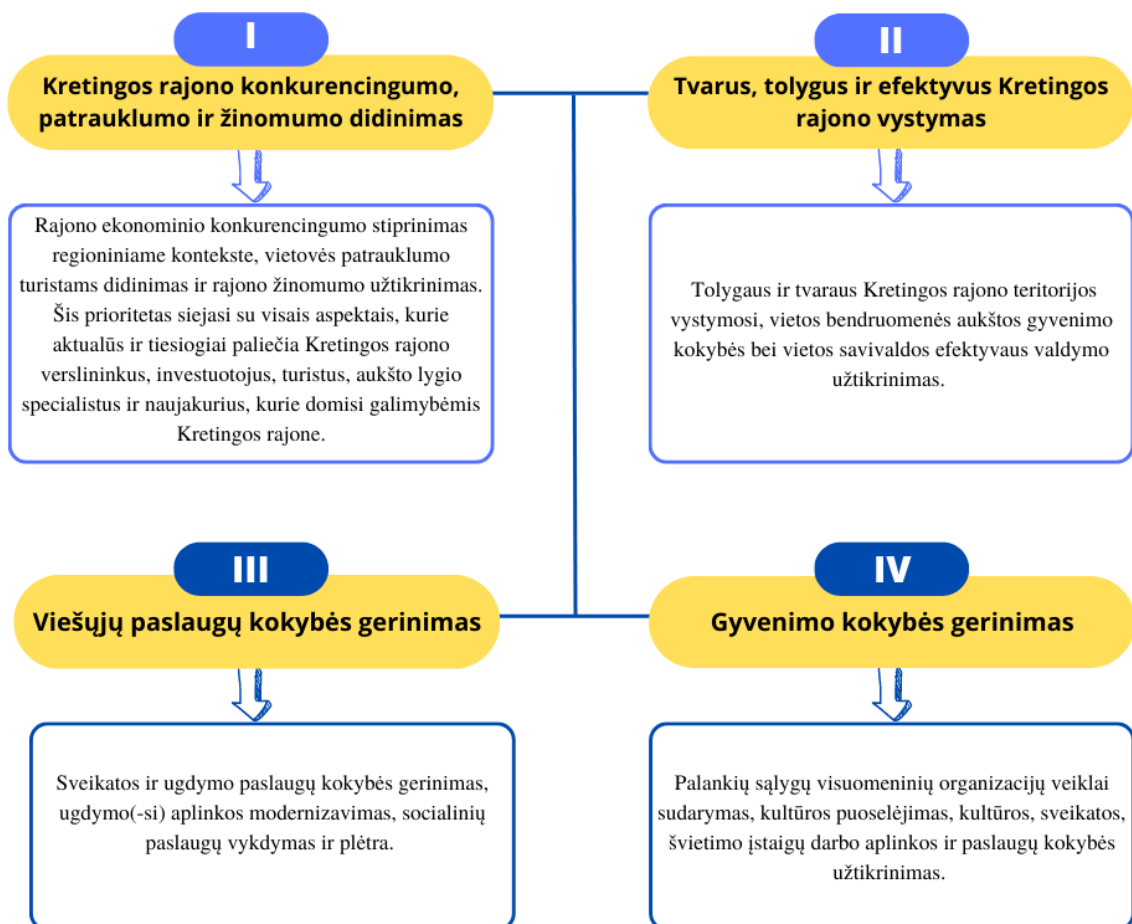 I
Kretingos rajono konkurencingumo,
patrauklumo ir žinomumo didinimas
Rajono ekonominio konkurencingumo stiprinimas
regioniniame kontekste, vietovės patrauklumo
turistams didinimas ir rajono žinomumo užtikrinimas.
Šis prioritetas siejasi su visais aspektais, kurie
aktualūs ir tiesiogiai paliečia Kretingos rajono
verslininkus, investuotojus, turistus, aukšto lygio
specialistus ir naujakurius, kurie domisi galimybėmis
Kretingos rajone.
II
Tvarus, tolygus ir efektyvus Kretingos
rajono vystymas
Tolygaus ir tvaraus Kretingos rajono teritorijos
vystymosi, vietos bendruomenės aukštos gyvenimo
kokybės bei vietos savivaldos efektyvaus valdymo
užtikrinimas.
III
Viešųjų paslaugų kokybės gerinimas
Sveikatos ir ugdymo paslaugų kokybės gerinimas,
ugdymo(-si) aplinkos modernizavimas, socialinių
paslaugų vykdymas ir plėtra.
IV
Gyvenimo kokybės gerinimas
Palankių sąlygų visuomeninių organizacijų veiklai
sudarymas, kultūros puoselėjimas, kultūros, sveikatos,
švietimo įstaigų darbo aplinkos ir paslaugų kokybės
užtikrinimas.